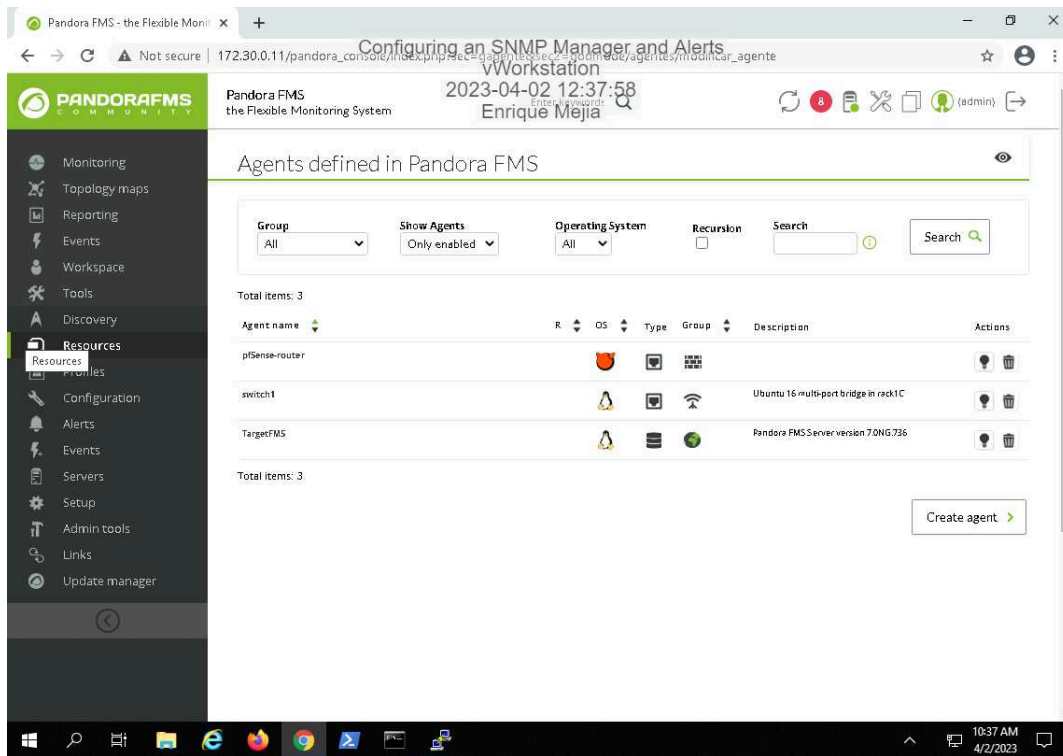 Pandora FMS - the Flexible Moni
Not secure
172.30.0.11/pandora_console/
Configuring an SNMP Manager and Alerts
vWorkstation
2023-04-02 12:37:58
Enrique Mejia
PANDORAFMS
COMMUNITY
Pandora FMS
the Flexible Monitoring System
Enter keywords
8
(admin)
Monitoring
Topology maps
Reporting
Events
Workspace
Tools
Discovery
Resources
Resources
Profiles
Configuration
Alerts
Events
Servers
Setup
Admin tools
Links
Update manager
Agents defined in Pandora FMS
Group
All
Show Agents
Only enabled
Operating System
All
Recursion
Search
Search
Total items: 3
Agent name R OS Type Group Description Actions
pfSense-router
switch1 Ubuntu 16 multi-port bridge in rack1C
TargetFMS Pandora FMS Server version 7.0NG.736
Total items: 3
Create agent
10:37 AM
4/2/2023